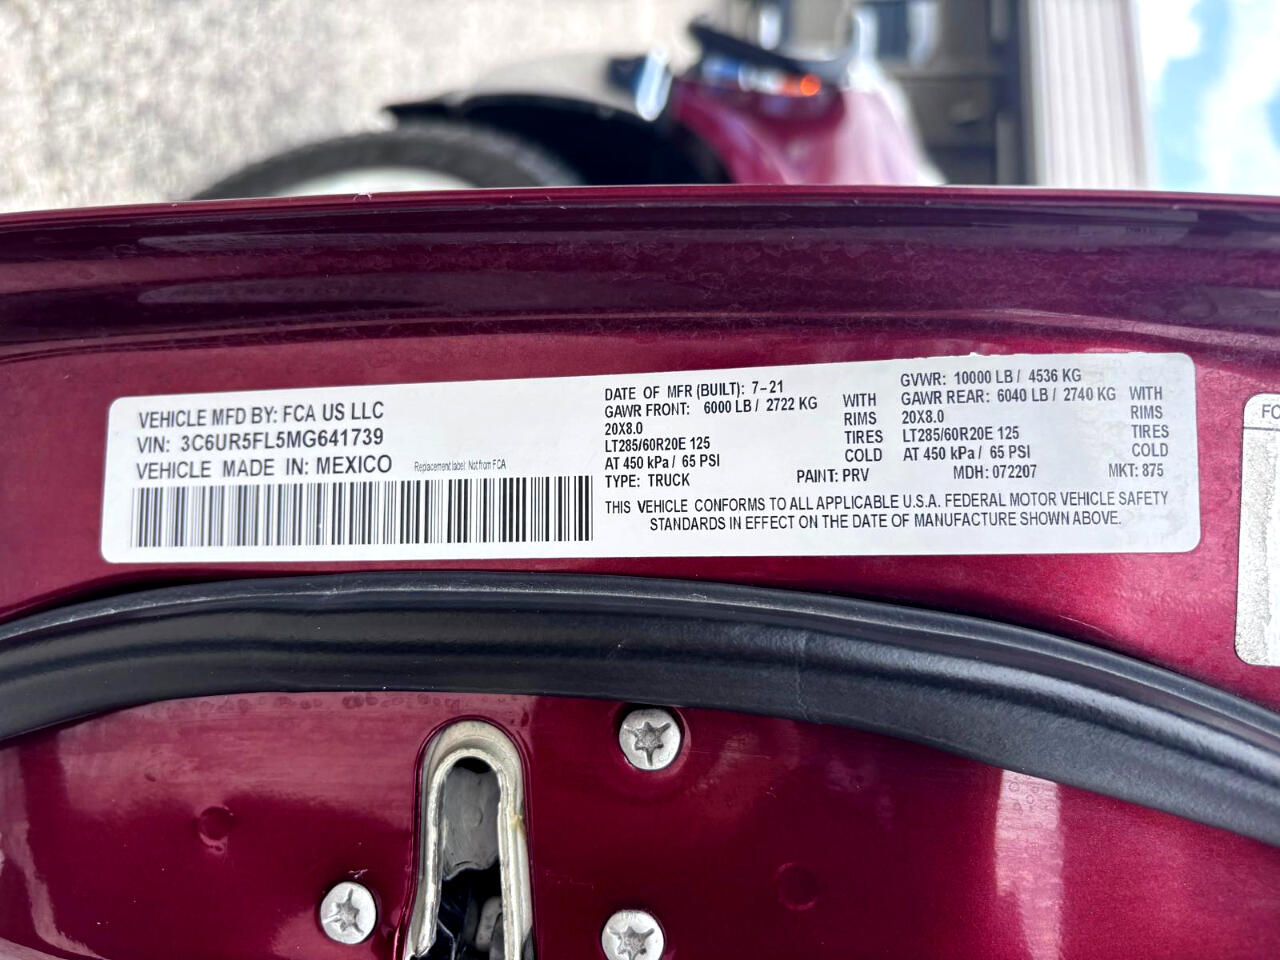 VEHICLE MFD BY: FCA US LLC
VIN: 3C6UR5FL5MG641739
VEHICLE MADE IN: MEXICO
Replacement label: Not from FCA
DATE OF MFR (BUILT): 7-21
GAWR FRONT: 6000 LB / 2722 KG WITH
20X8.0 RIMS
LT285/60R20E 125 TIRES
AT 450 kPa / 65 PSI COLD
TYPE: TRUCK PAINT: PRV
GVWR: 10000 LB / 4536 KG
GAWR REAR: 6040 LB / 2740 KG WITH
20X8.0 RIMS
LT285/60R20E 125 TIRES
AT 450 kPa / 65 PSI COLD
MDH: 072207 MKT: 875
THIS VEHICLE CONFORMS TO ALL APPLICABLE U.S.A. FEDERAL MOTOR VEHICLE SAFETY
STANDARDS IN EFFECT ON THE DATE OF MANUFACTURE SHOWN ABOVE.
FO